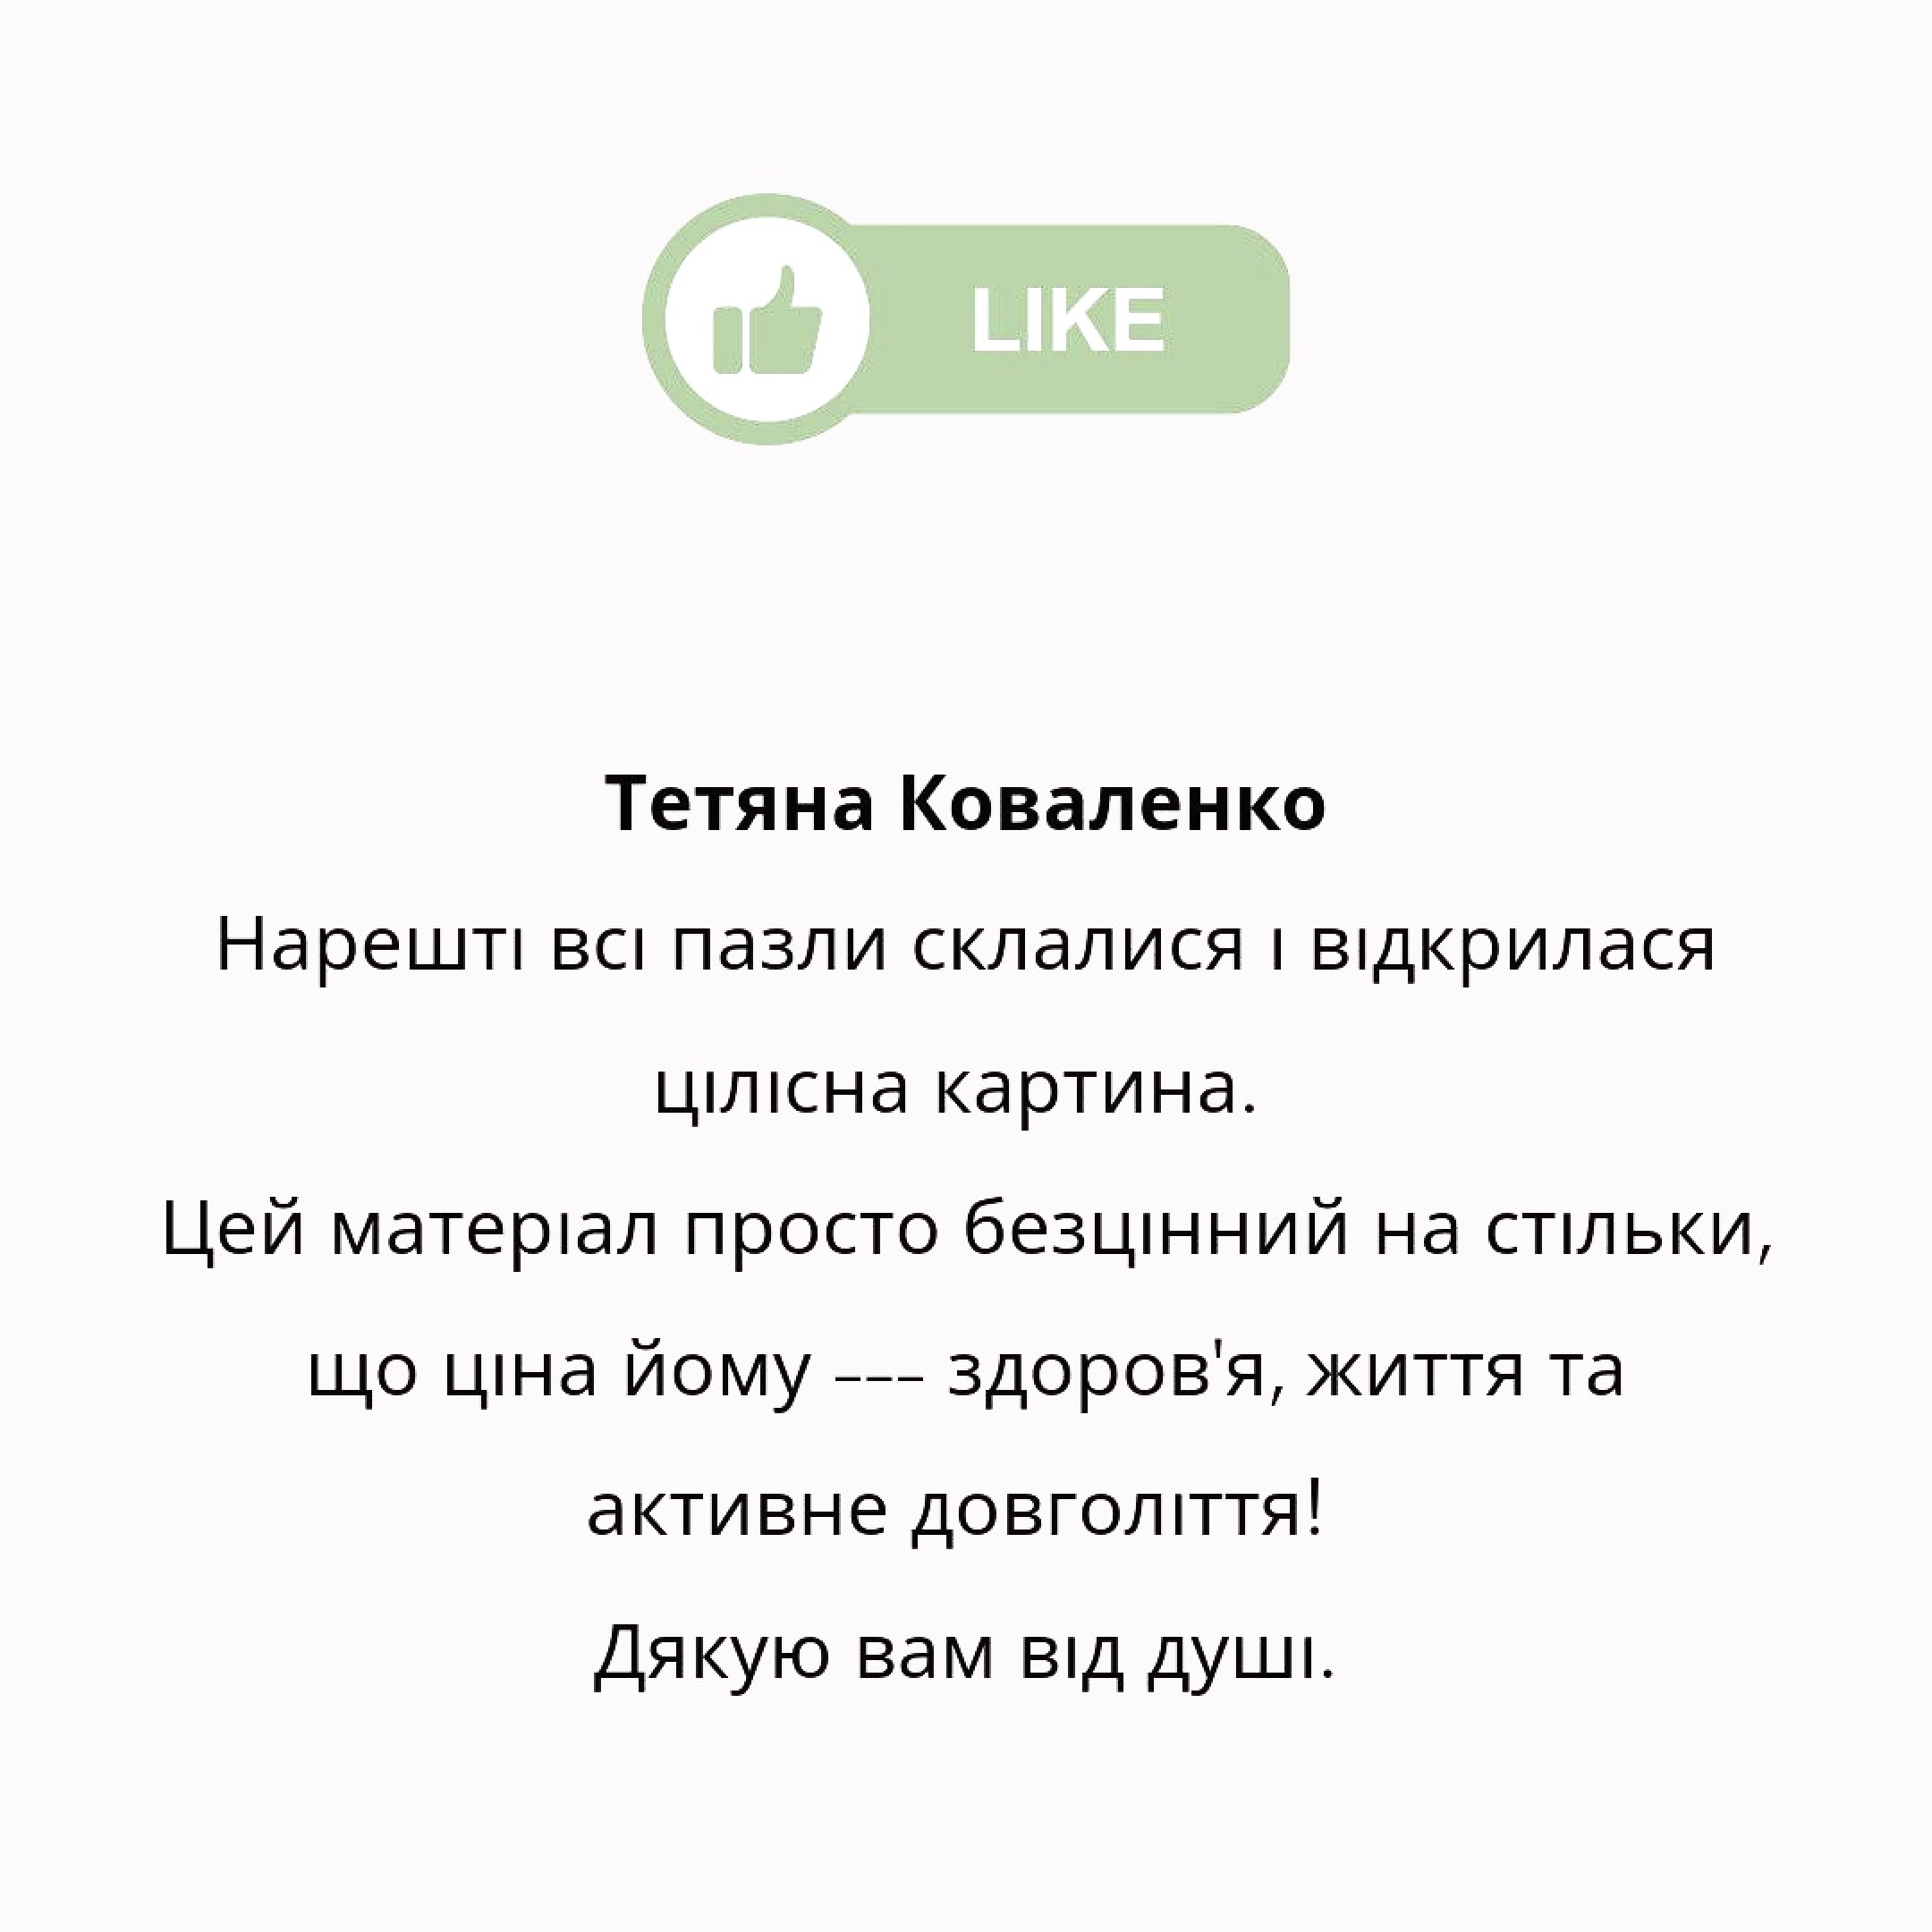 LIKE
Тетяна Коваленко
Нарешті всі пазли склалися і відкрилася
цілісна картина.
Цей матеріал просто безцінний на стільки,
що ціна йому --- здоров'я, життя та
активне довголіття!
Дякую вам від душі.